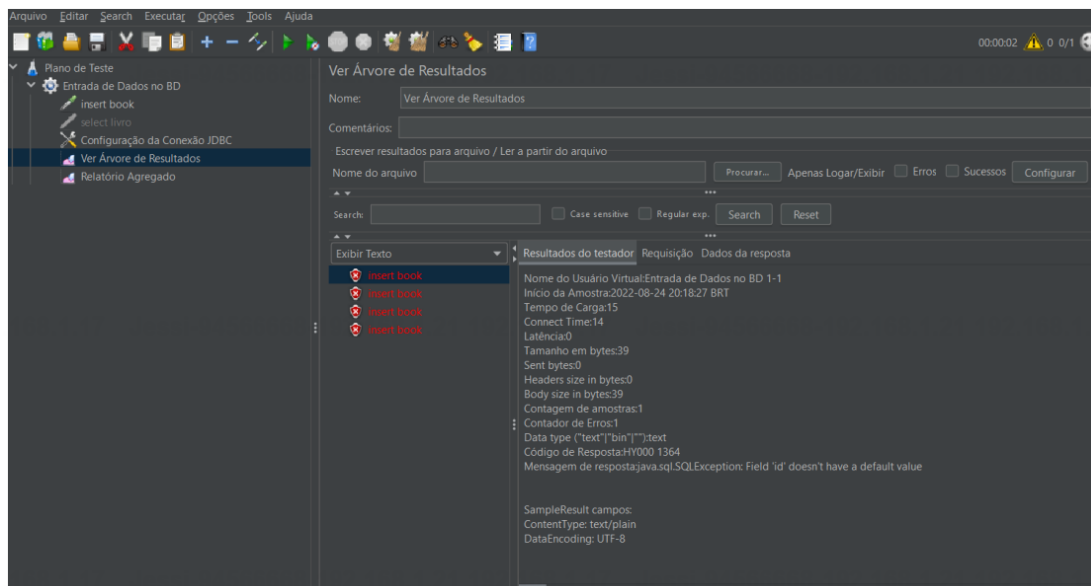 Arquivo Editar Search Executar Opções Tools Ajuda
00:00:02 0 0/1
Plano de Teste
Entrada de Dados no BD
insert book
select livro
Configuração da Conexão JDBC
Ver Árvore de Resultados
Relatório Agregado
Ver Árvore de Resultados
Nome: Ver Árvore de Resultados
Comentários:
Escrever resultados para arquivo / Ler a partir do arquivo
Nome do arquivo Procurar... Apenas Logar/Exibir Erros Sucessos Configurar
Search: Case sensitive Regular exp. Search Reset
Exibir Texto
insert book
insert book
insert book
insert book
Resultados do testador Requisição Dados da resposta
Nome do Usuário Virtual:Entrada de Dados no BD 1-1
Início da Amostra:2022-08-24 20:18:27 BRT
Tempo de Carga:15
Connect Time:14
Latência:0
Tamanho em bytes:39
Sent bytes:0
Headers size in bytes:0
Body size in bytes:39
Contagem de amostras:1
Contador de Erros:1
Data type ("text"|"bin"|""):text
Código de Resposta:HY000 1364
Mensagem de resposta:java.sql.SQLException: Field 'id' doesn't have a default value
SampleResult campos:
ContentType: text/plain
DataEncoding: UTF-8